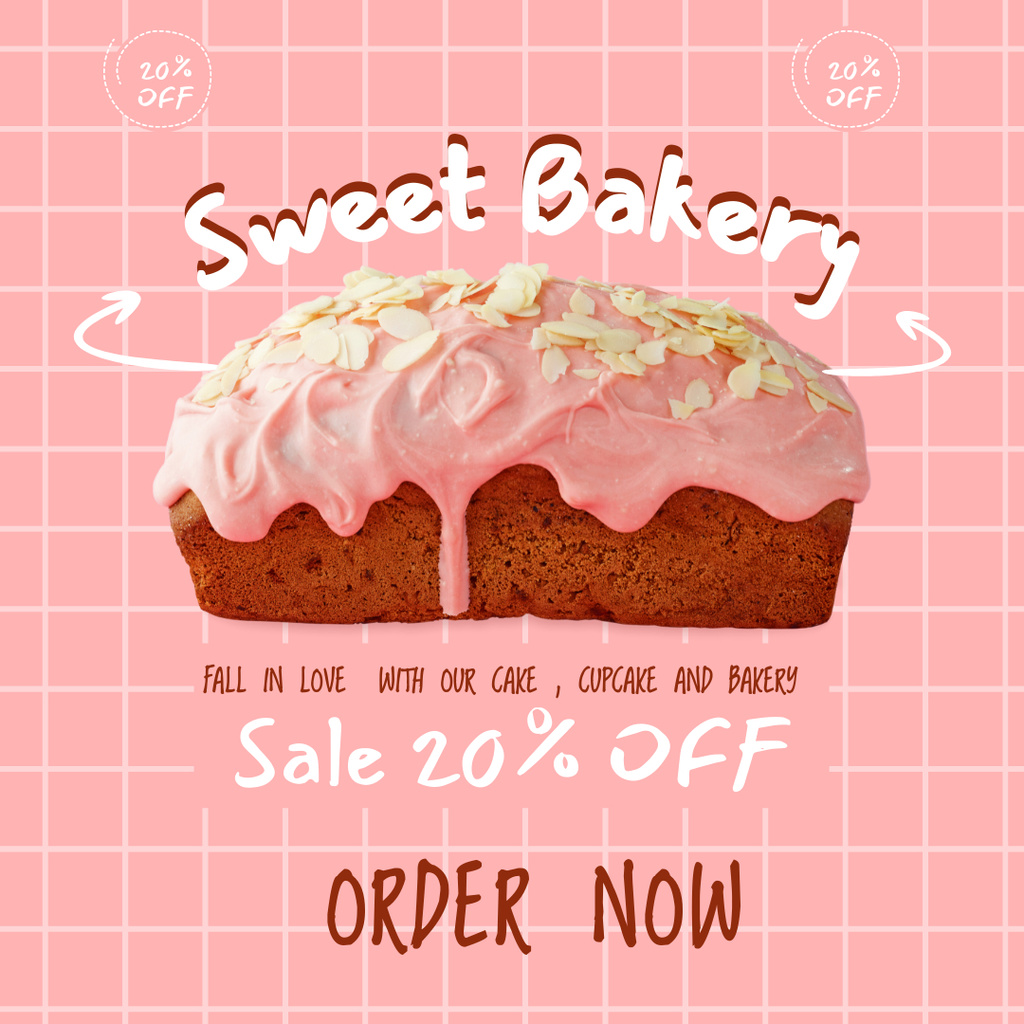 20%
OFF
20%
OFF
Sweet Bakery
FALL IN LOVE WITH OUR CAKE , CUPCAKE AND BAKERY
Sale 20% OFF
ORDER NOW